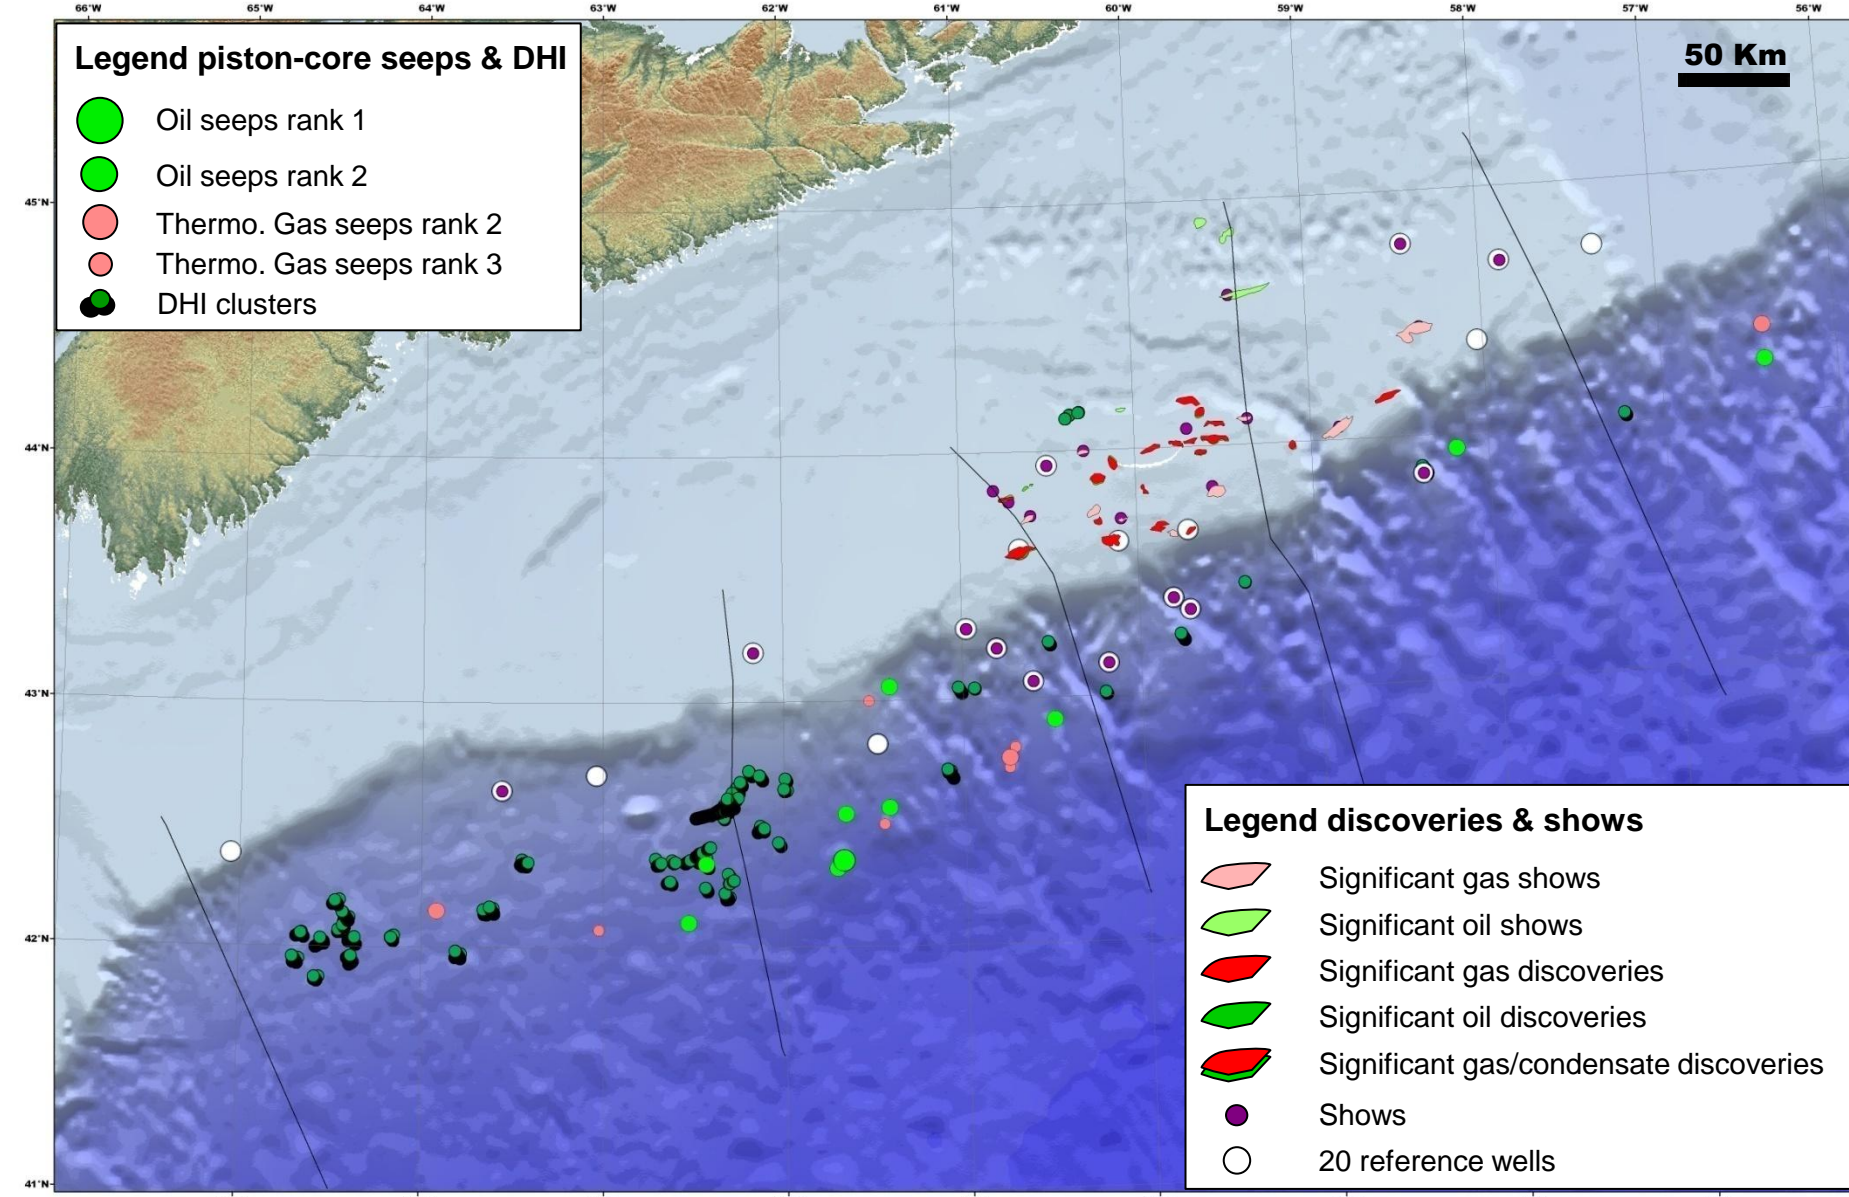 66°W 65°W 64°W 63°W 62°W 61°W 60°W 59°W 58°W 57°W 56°W
Legend piston-core seeps & DHI
Oil seeps rank 1
Oil seeps rank 2
Thermo. Gas seeps rank 2
Thermo. Gas seeps rank 3
DHI clusters
50 Km
45°N
44°N
43°N
42°N
41°N
Legend discoveries & shows
Significant gas shows
Significant oil shows
Significant gas discoveries
Significant oil discoveries
Significant gas/condensate discoveries
Shows
20 reference wells